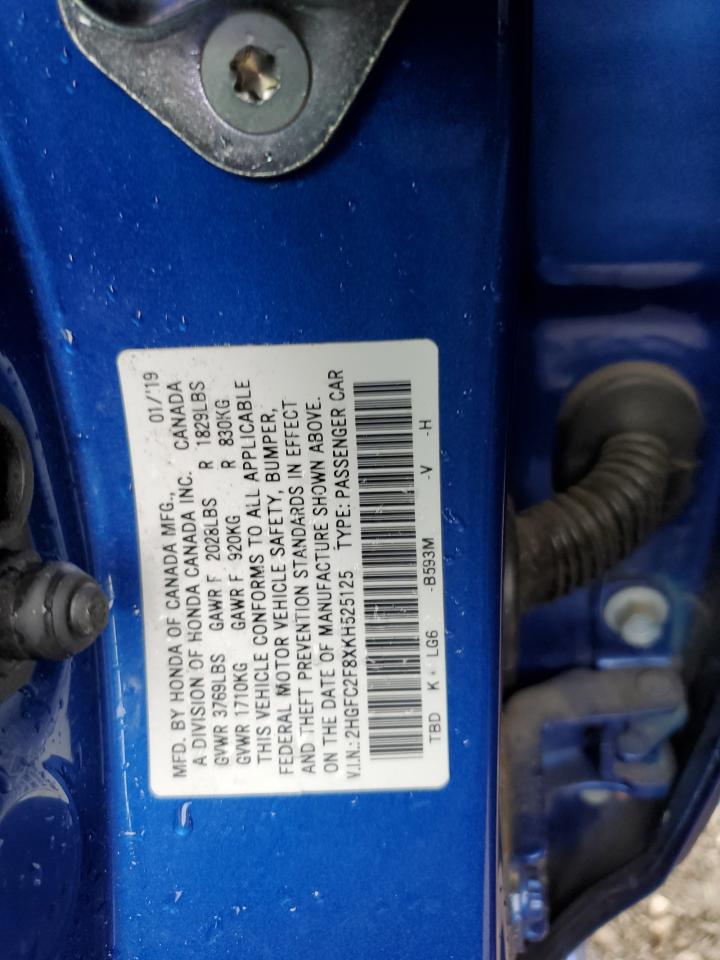 MFD. BY HONDA OF CANADA MFG., 01/'19
A DIVISION OF HONDA CANADA INC. CANADA
GVWR 3769LBS GAWR F 2028LBS R 1829LBS
GVWR 1710KG GAWR F 920KG R 830KG
THIS VEHICLE CONFORMS TO ALL APPLICABLE
FEDERAL MOTOR VEHICLE SAFETY, BUMPER,
AND THEFT PREVENTION STANDARDS IN EFFECT
ON THE DATE OF MANUFACTURE SHOWN ABOVE.
V.I.N.: 2HGFC2F8XKH525125 TYPE: PASSENGER CAR
TBD K LG6 -B593M -V -H